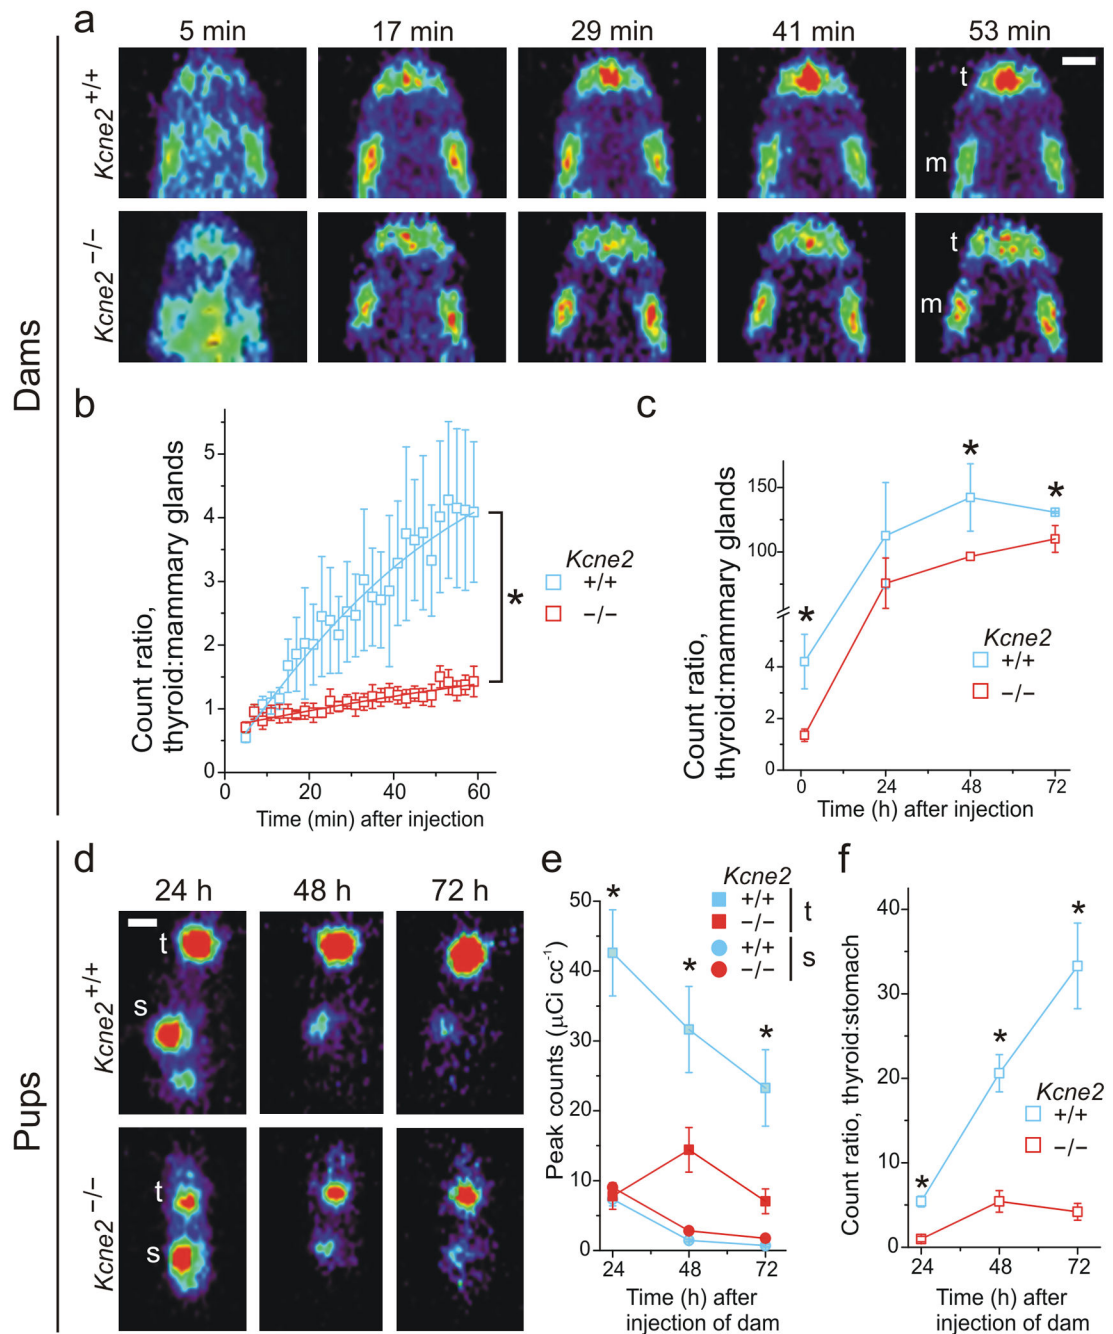 a
5 min 17 min 29 min 41 min 53 min
Dams
Kcne2+/+
t
m
Kcne2−/−
t
m
b
Count ratio,
thyroid:mammary glands
5
4
3
2
1
0
0 20 40 60
Time (min) after injection
*
Kcne2
+/+
−/−
c
Count ratio,
thyroid:mammary glands
150
100
4
2
0
0 24 48 72
Time (h) after injection
* * *
Kcne2
+/+
−/−
Pups
d
24 h 48 h 72 h
Kcne2+/+
t
s
Kcne2−/−
t
s
e
Peak counts (μCi cc-1)
50
40
30
20
10
0
24 48 72
Time (h) after
injection of dam
* * *
Kcne2
+/+
−/−
t
+/+
−/−
s
f
Count ratio, thyroid:stomach
40
30
20
10
0
24 48 72
Time (h) after
injection of dam
* * *
Kcne2
+/+
−/−